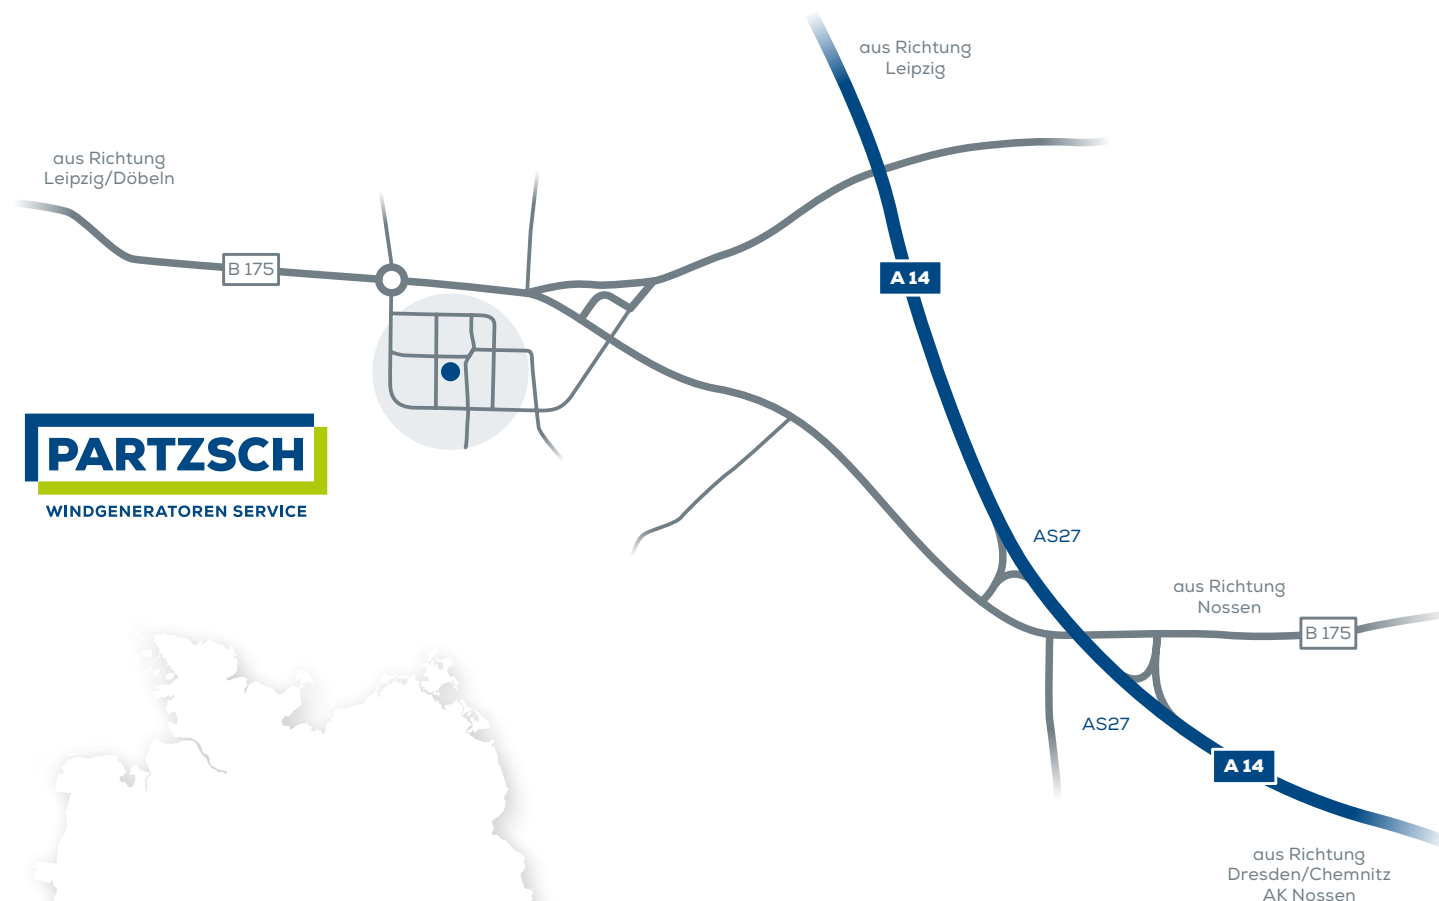 aus Richtung
Leipzig
aus Richtung
Leipzig/Döbeln
B 175
A 14
PARTZSCH
WINDGENERATOREN SERVICE
AS27
aus Richtung
Nossen
B 175
AS27
A 14
aus Richtung
Dresden/Chemnitz
AK Nossen